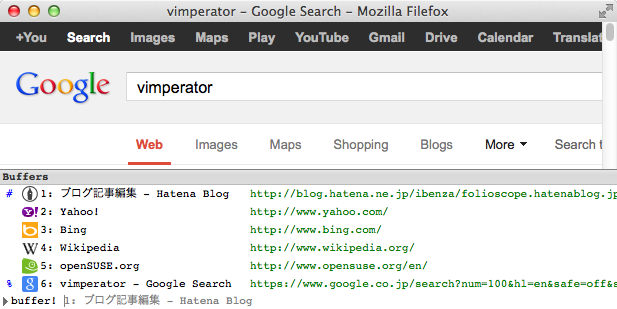 vimperator – Google Search – Mozilla Filefox
+You Search Images Maps Play YouTube Gmail Drive Calendar Translat
Google vimperator
Web Images Maps Shopping Blogs More Search t
Buffers
# 1: ブログ記事編集 – Hatena Blog http://blog.hatena.ne.jp/ibenza/folioscope.hatenablog.jp
Y! 2: Yahoo! http://www.yahoo.com/
b 3: Bing http://www.bing.com/
W 4: Wikipedia http://www.wikipedia.org/
5: openSUSE.org http://www.opensuse.org/en/
% 8 6: vimperator - Google Search https://www.google.co.jp/search?num=100&hl=en&safe=off&s
buffer! 1: ブログ記事編集 – Hatena Blog